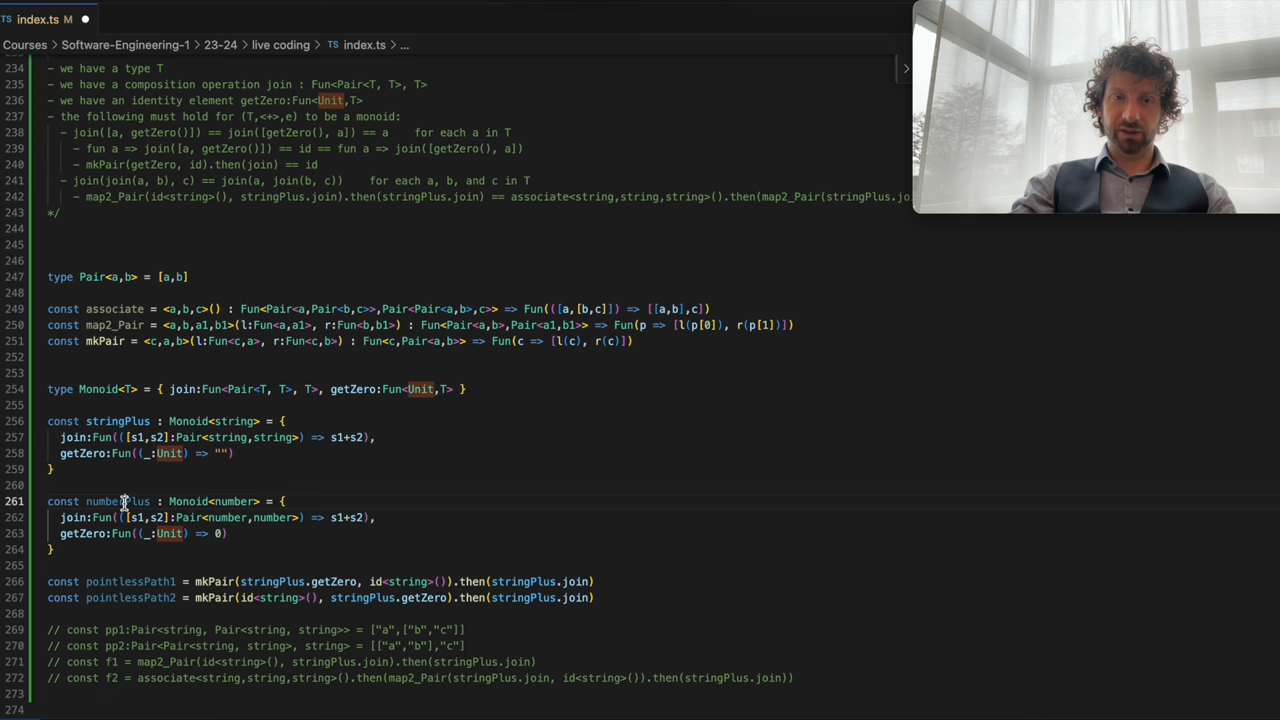 TS index.ts M
Courses > Software-Engineering-1 > 23-24 > live coding > TS index.ts > ...
234 - we have a type T
235 - we have a composition operation join : Fun<Pair<T, T>, T>
236 - we have an identity element getZero:Fun<Unit,T>
237 - the following must hold for (T,<+>,e) to be a monoid:
238 - join([a, getZero()]) == join([getZero(), a]) == a    for each a in T
239 - fun a => join([a, getZero()]) == id == fun a => join([getZero(), a])
240 - mkPair(getZero, id).then(join) == id
241 - join(join(a, b), c) == join(a, join(b, c))    for each a, b, and c in T
242 - map2_Pair(id<string>(), stringPlus.join).then(stringPlus.join) == associate<string,string,string>().then(map2_Pair(stringPlus.jo
243 */
244
245
246
247 type Pair<a,b> = [a,b]
248
249 const associate = <a,b,c>() : Fun<Pair<a,Pair<b,c>>,Pair<Pair<a,b>,c>> => Fun(([a,[b,c]]) => [[a,b],c])
250 const map2_Pair = <a,b,a1,b1>(l:Fun<a,a1>, r:Fun<b,b1>) : Fun<Pair<a,b>,Pair<a1,b1>> => Fun(p => [l(p[0]), r(p[1])])
251 const mkPair = <c,a,b>(l:Fun<c,a>, r:Fun<c,b>) : Fun<c,Pair<a,b>> => Fun(c => [l(c), r(c)])
252
253
254 type Monoid<T> = { join:Fun<Pair<T, T>, T>, getZero:Fun<Unit,T> }
255
256 const stringPlus : Monoid<string> = {
257 join:Fun(([s1,s2]:Pair<string,string>) => s1+s2),
258 getZero:Fun((_:Unit) => "")
259 }
260
261 const numberPlus : Monoid<number> = {
262 join:Fun(([s1,s2]:Pair<number,number>) => s1+s2),
263 getZero:Fun((_:Unit) => 0)
264 }
265
266 const pointlessPath1 = mkPair(stringPlus.getZero, id<string>()).then(stringPlus.join)
267 const pointlessPath2 = mkPair(id<string>(), stringPlus.getZero).then(stringPlus.join)
268
269 // const pp1:Pair<string, Pair<string, string>> = ["a",["b","c"]]
270 // const pp2:Pair<Pair<string, string>, string> = [["a","b"],"c"]
271 // const f1 = map2_Pair(id<string>(), stringPlus.join).then(stringPlus.join)
272 // const f2 = associate<string,string,string>().then(map2_Pair(stringPlus.join, id<string>()).then(stringPlus.join))
273
274